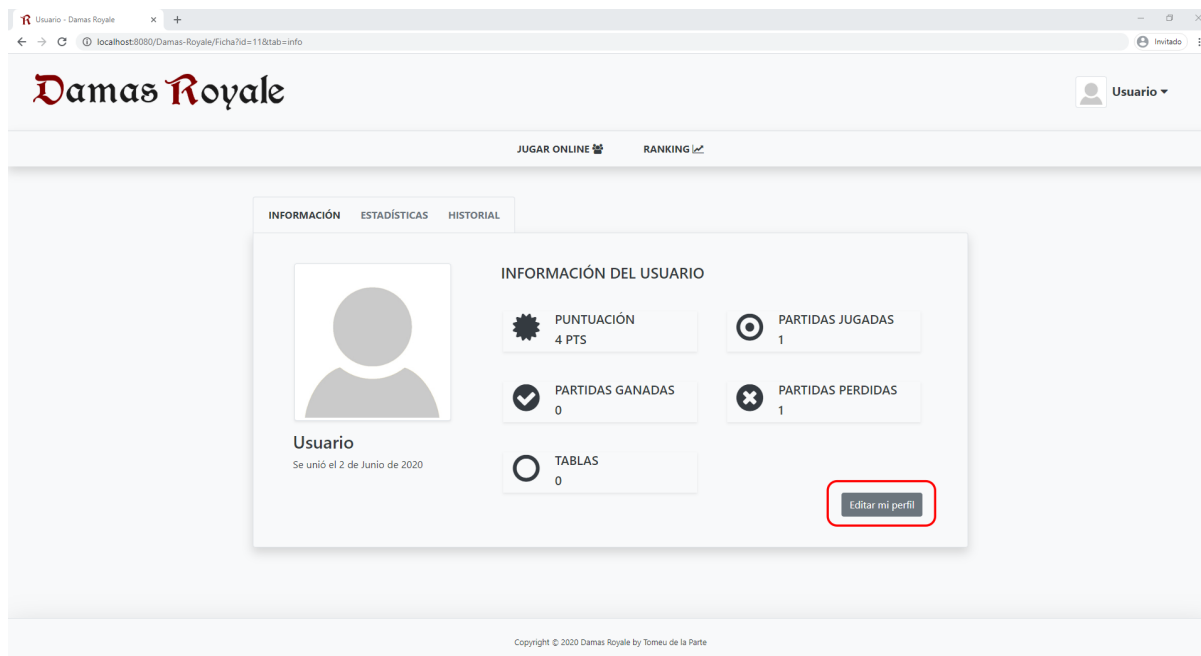 Usuario - Damas Royale
localhost:8080/Damas-Royale/Ficha?id=11&tab=info
Invitado
Damas Royale
Usuario
JUGAR ONLINE
RANKING
INFORMACIÓN ESTADÍSTICAS HISTORIAL
INFORMACIÓN DEL USUARIO
PUNTUACIÓN
4 PTS
PARTIDAS JUGADAS
1
PARTIDAS GANADAS
0
PARTIDAS PERDIDAS
1
TABLAS
0
Usuario
Se unió el 2 de Junio de 2020
Editar mi perfil
Copyright © 2020 Damas Royale by Tomeu de la Parte